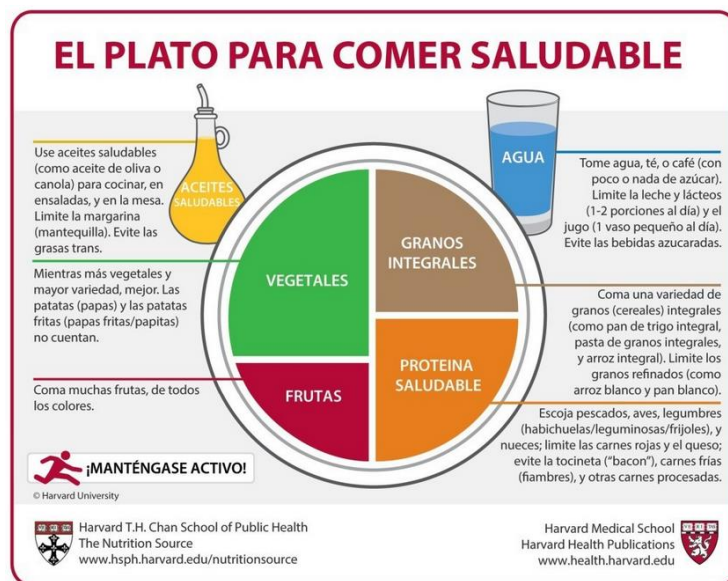 EL PLATO PARA COMER SALUDABLE
Use aceites saludables
(como aceite de oliva o
canola) para cocinar, en
ensaladas, y en la mesa.
Limite la margarina
(mantequilla). Evite las
grasas trans.
ACEITES
SALUDABLES
AGUA
Tome agua, té, o café (con
poco o nada de azúcar).
Limite la leche y lácteos
(1-2 porciones al día) y el
jugo (1 vaso pequeño al día).
Evite las bebidas azucaradas.
Mientras más vegetales y
mayor variedad, mejor. Las
patatas (papas) y las patatas
fritas (papas fritas/papitas)
no cuentan.
VEGETALES
GRANOS
INTEGRALES
Coma una variedad de
granos (cereales) integrales
(como pan de trigo integral,
pasta de granos integrales,
y arroz integral). Limite los
granos refinados (como
arroz blanco y pan blanco).
Coma muchas frutas, de todos
los colores.
FRUTAS
PROTEINA
SALUDABLE
Escoja pescados, aves, legumbres
(habichuelas/leguminosas/frijoles), y
nueces; limite las carnes rojas y el queso;
evite la tocineta ("bacon"), carnes frías
(fiambres), y otras carnes procesadas.
¡MANTÉNGASE ACTIVO!
© Harvard University
Harvard T.H. Chan School of Public Health
The Nutrition Source
www.hsph.harvard.edu/nutritionsource
Harvard Medical School
Harvard Health Publications
www.health.harvard.edu